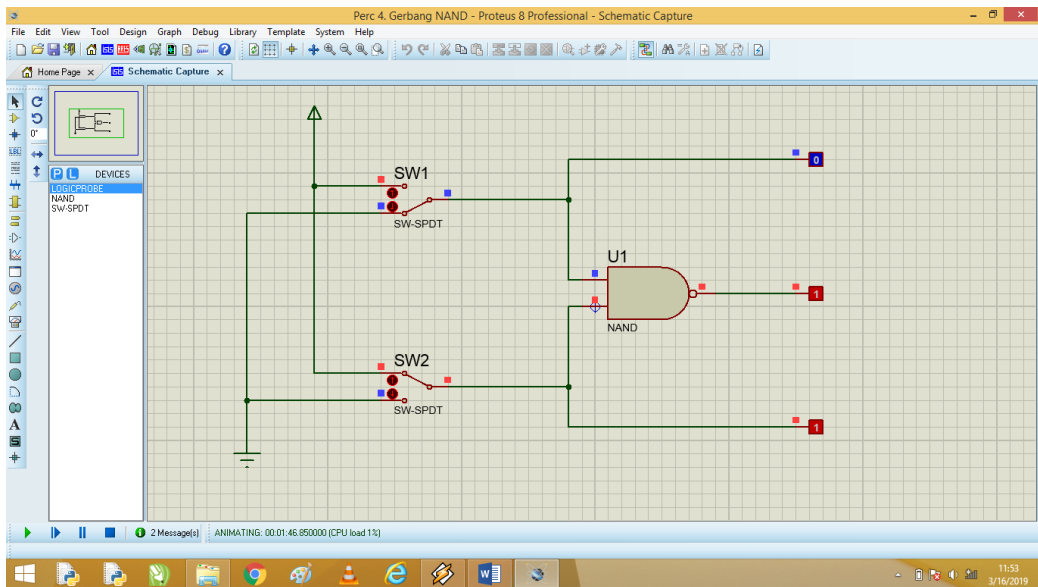 Perc 4. Gerbang NAND - Proteus 8 Professional - Schematic Capture
File Edit View Tool Design Graph Debug Library Template System Help
Home Page x Schematic Capture x
0°
P L DEVICES
LOGICPROBE
NAND
SW-SPDT
SW1
SW-SPDT
0
U1
NAND
1
SW2
SW-SPDT
1
2 Message(s) ANIMATING: 00:01:46.850000 (CPU load 1%)
11:53
3/16/2019